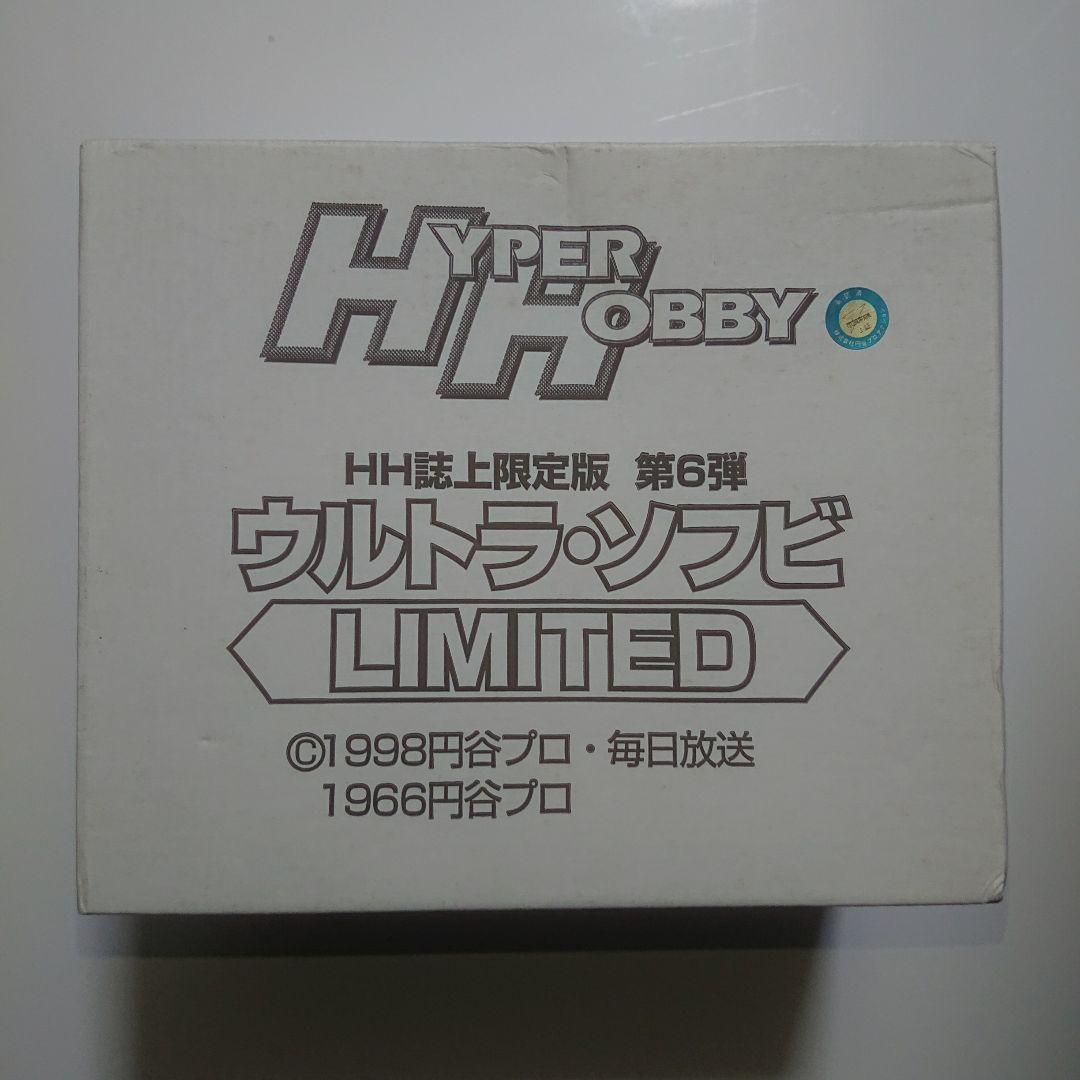 HYPER HOBBY
HH誌上限定版 第6弾
ウルトラ・ソフビ
LIMITED
©1998円谷プロ・毎日放送
1966円谷プロ